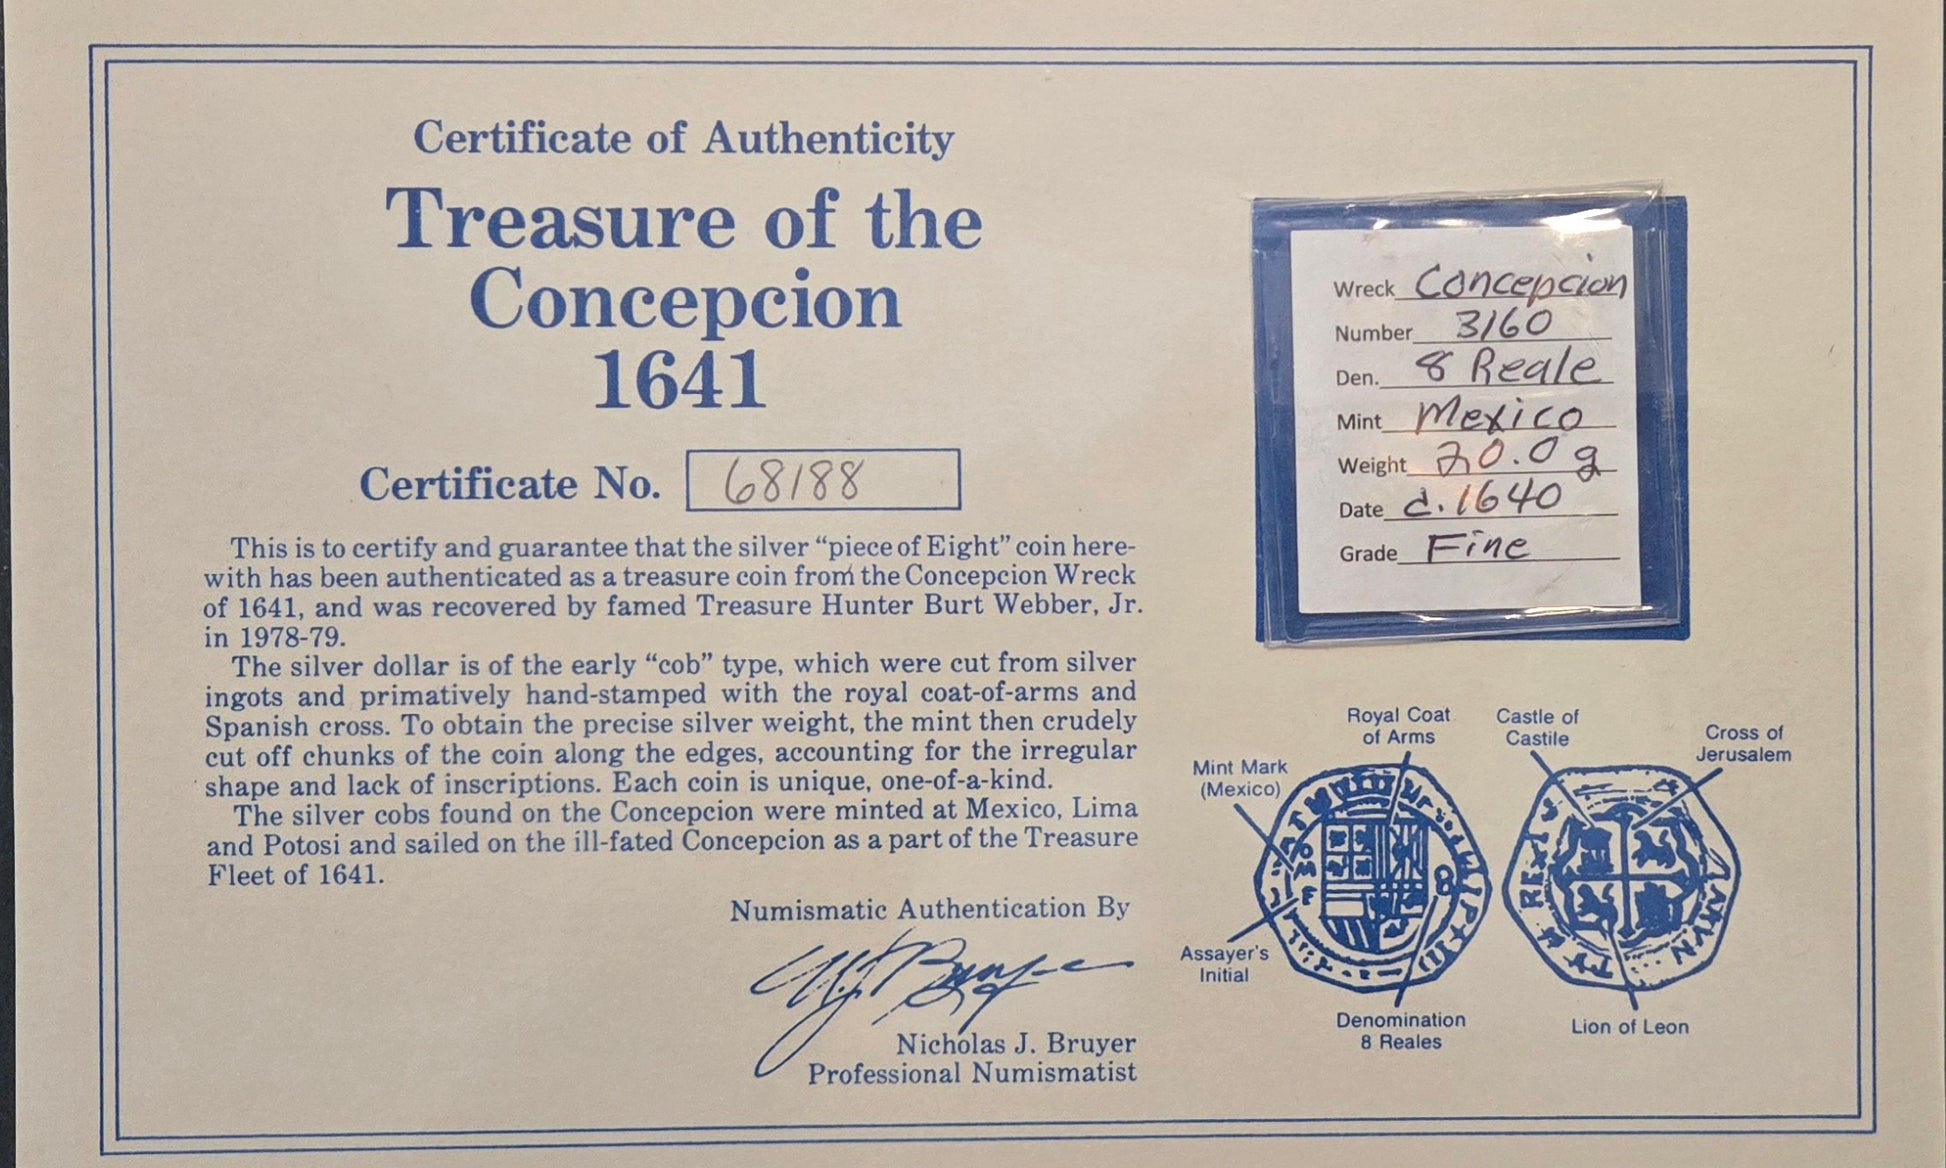 Certificate of Authenticity
Treasure of the
Concepcion
1641
Certificate No. 68188
This is to certify and guarantee that the silver “piece of Eight” coin here-
with has been authenticated as a treasure coin from the Concepcion Wreck
of 1641, and was recovered by famed Treasure Hunter Burt Webber, Jr.
in 1978-79.
The silver dollar is of the early “cob” type, which were cut from silver
ingots and primatively hand-stamped with the royal coat-of-arms and
Spanish cross. To obtain the precise silver weight, the mint then crudely
cut off chunks of the coin along the edges, accounting for the irregular
shape and lack of inscriptions. Each coin is unique, one-of-a-kind.
The silver cobs found on the Concepcion were minted at Mexico, Lima
and Potosi and sailed on the ill-fated Concepcion as a part of the Treasure
Fleet of 1641.
Numismatic Authentication By
Nicholas J. Bruyer
Professional Numismatist
Wreck Concepcion
Number 3160
Den. 8 Reale
Mint Mexico
Weight 20.0 g
Date c.1640
Grade Fine
Royal Coat
of Arms
Castle of
Castile
Cross of
Jerusalem
Mint Mark
(Mexico)
Assayer's
Initial
Denomination
8 Reales
Lion of Leon